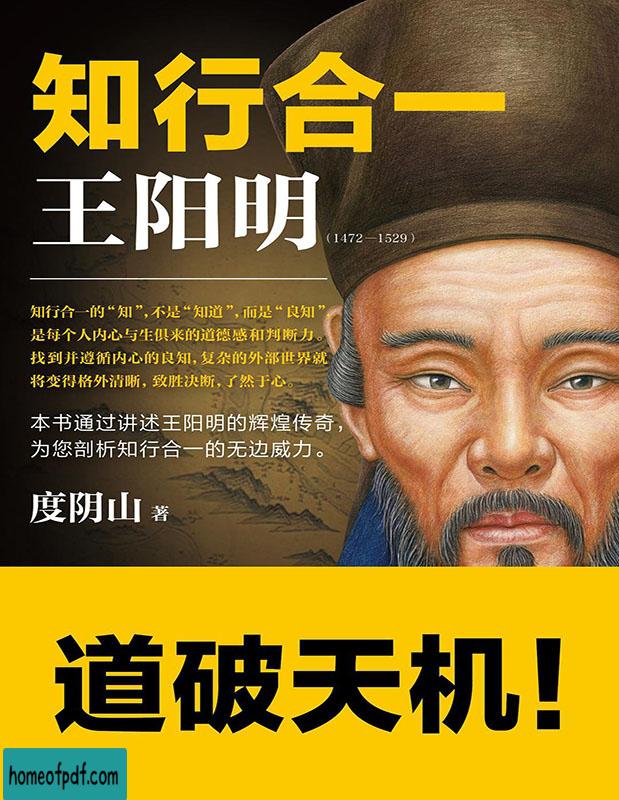 知行合一
王阳明
（1472—1529）
知行合一的“知”，不是“知道”，而是“良知”，
是每个人内心与生俱来的道德感和判断力。
找到并遵循内心的良知，复杂的外部世界就
将变得格外清晰，致胜决断，了然于心。
本书通过讲述王阳明的辉煌传奇，
为您剖析知行合一的无边威力。
度阴山 著
道破天机！
homeofpdf.com